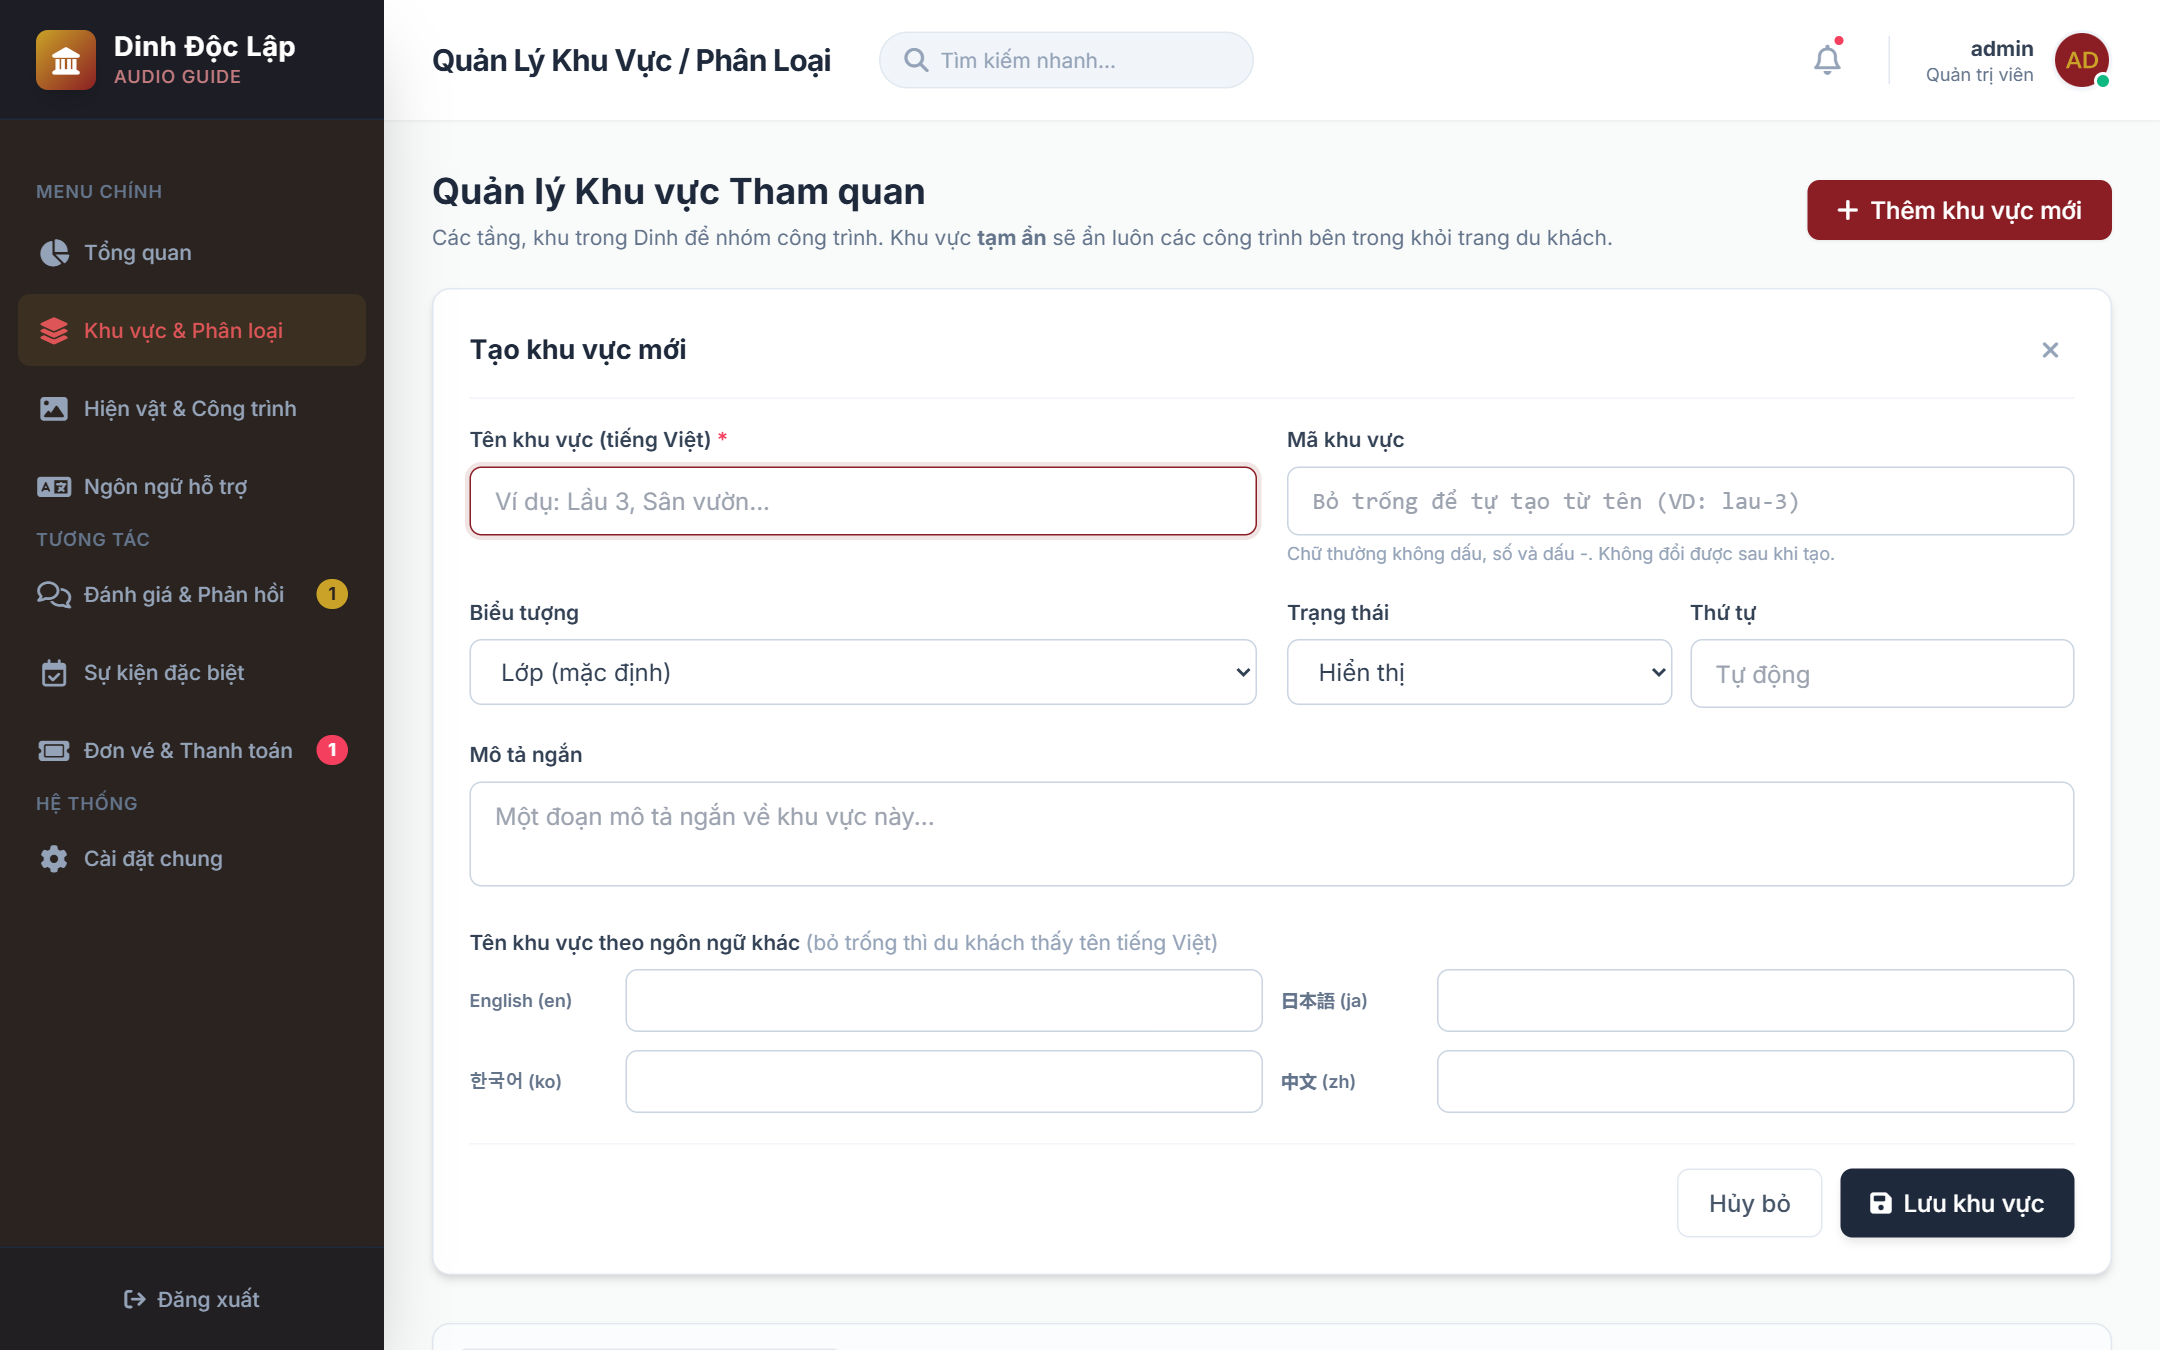 Dinh Độc Lập
AUDIO GUIDE
MENU CHÍNH
Tổng quan
Khu vực & Phân loại
Hiện vật & Công trình
Ngôn ngữ hỗ trợ
TƯƠNG TÁC
Đánh giá & Phản hồi 1
Sự kiện đặc biệt
Đơn vé & Thanh toán 1
HỆ THỐNG
Cài đặt chung
Đăng xuất
Quản Lý Khu Vực / Phân Loại
Tìm kiếm nhanh...
admin
Quản trị viên
AD
Quản lý Khu vực Tham quan
Các tầng, khu trong Dinh để nhóm công trình. Khu vực tạm ẩn sẽ ẩn luôn các công trình bên trong khỏi trang du khách.
Thêm khu vực mới
Tạo khu vực mới
Tên khu vực (tiếng Việt) *
Ví dụ: Lầu 3, Sân vườn...
Mã khu vực
Bỏ trống để tự tạo từ tên (VD: lau-3)
Chữ thường không dấu, số và dấu -. Không đổi được sau khi tạo.
Biểu tượng
Lớp (mặc định)
Trạng thái
Hiển thị
Thứ tự
Tự động
Mô tả ngắn
Một đoạn mô tả ngắn về khu vực này...
Tên khu vực theo ngôn ngữ khác (bỏ trống thì du khách thấy tên tiếng Việt)
English (en)
日本語 (ja)
한국어 (ko)
中文 (zh)
Hủy bỏ
Lưu khu vực